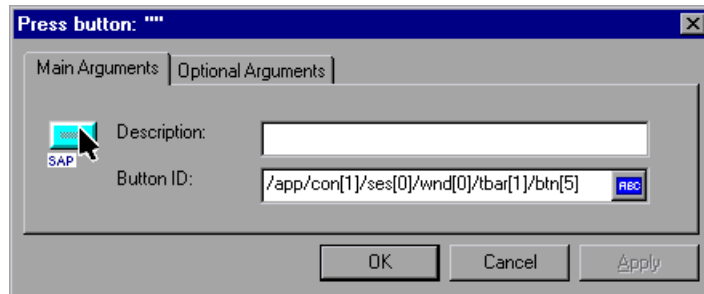 Press button: """
Main Arguments
Optional Arguments
Description:
SAP
Button ID:
/app/con[1]/ses[0]/wnd[0]/tbar[1]/btn[5]
ABC
OK
Cancel
Apply